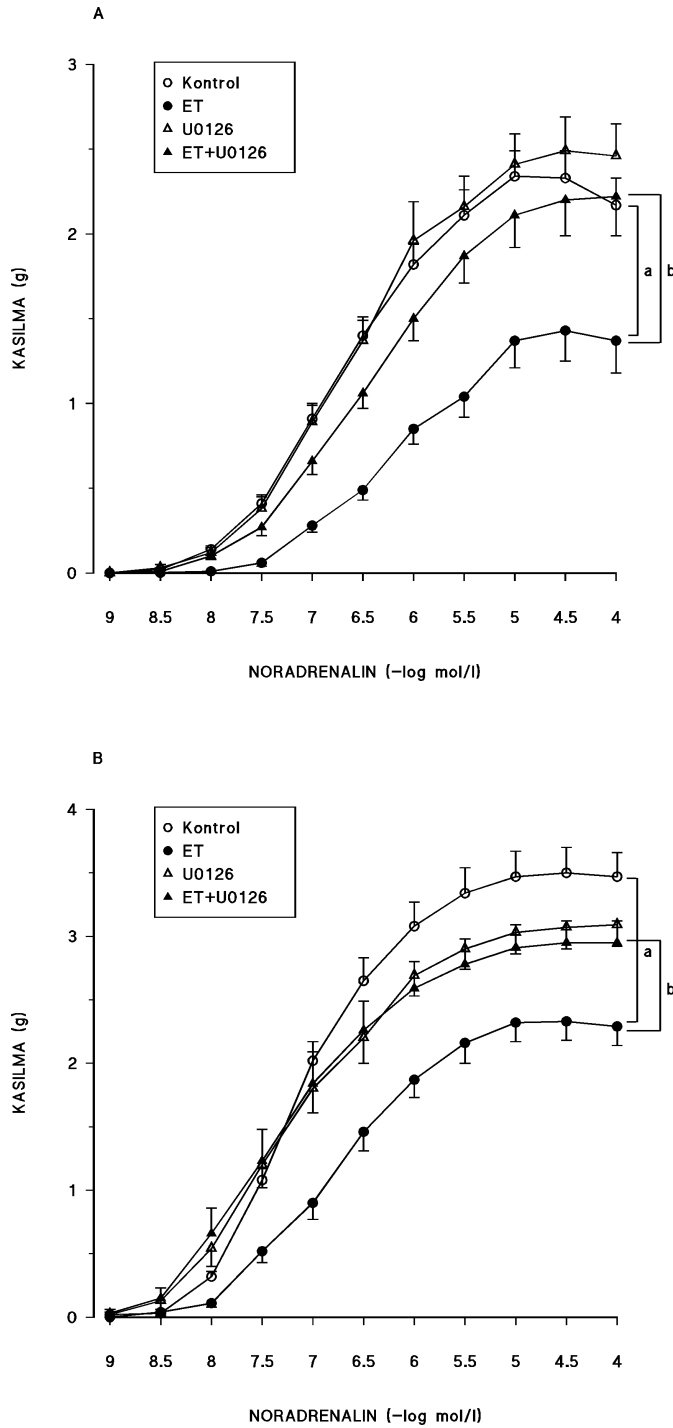 A
3
2
1
0
KASILMA (g)
Kontrol
ET
U0126
ET+U0126
a
b
9 8.5 8 7.5 7 6.5 6 5.5 5 4.5 4
NORADRENALIN (−log mol/l)
B
4
3
2
1
0
KASILMA (g)
Kontrol
ET
U0126
ET+U0126
a
b
9 8.5 8 7.5 7 6.5 6 5.5 5 4.5 4
NORADRENALIN (−log mol/l)